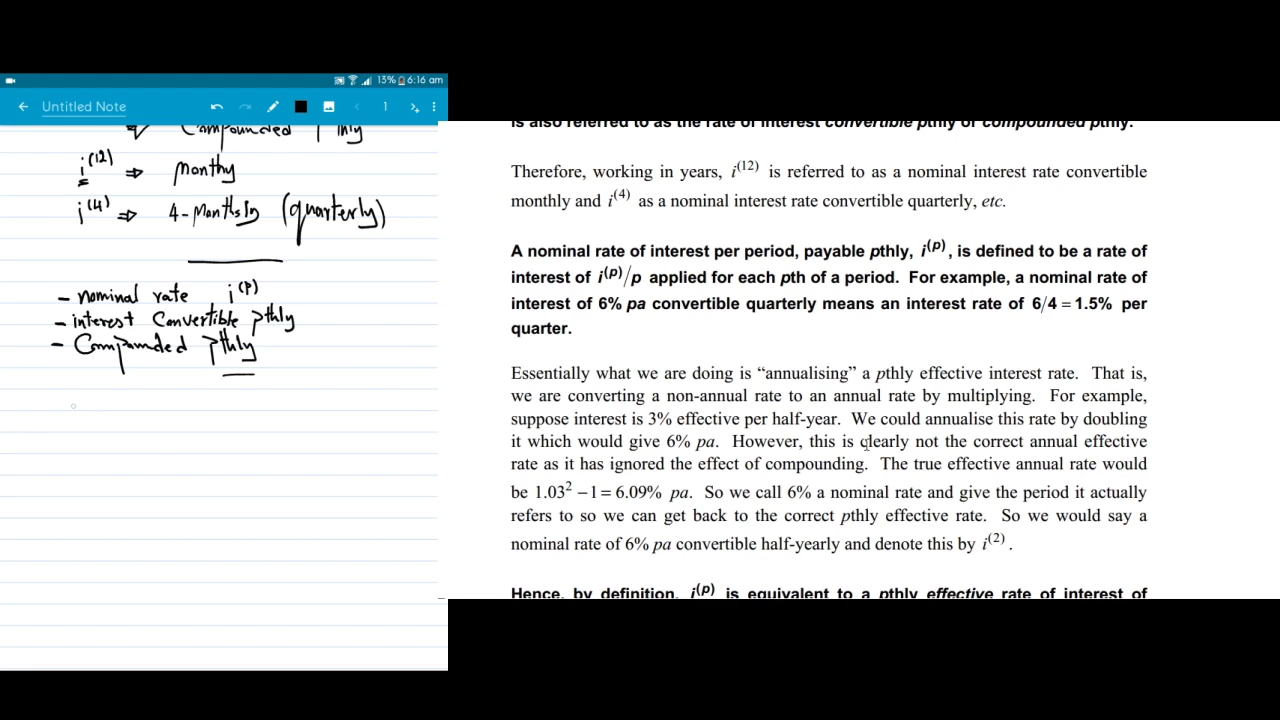 13% 6:16 am
Untitled Note
1
Compounded pthly
i(12) ⇒ monthy
i(4) ⇒ 4-months ly (quarterly)
- nominal rate i(p)
- interest Convertible pthly
- Compounded pthly
is also referred to as the rate of interest convertible pthly or compounded pthly.
Therefore, working in years, i(12) is referred to as a nominal interest rate convertible
monthly and i(4) as a nominal interest rate convertible quarterly, etc.
A nominal rate of interest per period, payable pthly, i(p), is defined to be a rate of
interest of i(p)/p applied for each pth of a period. For example, a nominal rate of
interest of 6% pa convertible quarterly means an interest rate of 6/4 = 1.5% per
quarter.
Essentially what we are doing is “annualising” a pthly effective interest rate. That is,
we are converting a non-annual rate to an annual rate by multiplying. For example,
suppose interest is 3% effective per half-year. We could annualise this rate by doubling
it which would give 6% pa. However, this is clearly not the correct annual effective
rate as it has ignored the effect of compounding. The true effective annual rate would
be 1.03² − 1 = 6.09% pa. So we call 6% a nominal rate and give the period it actually
refers to so we can get back to the correct pthly effective rate. So we would say a
nominal rate of 6% pa convertible half-yearly and denote this by i(2).
Hence, by definition, i(p) is equivalent to a pthly effective rate of interest of